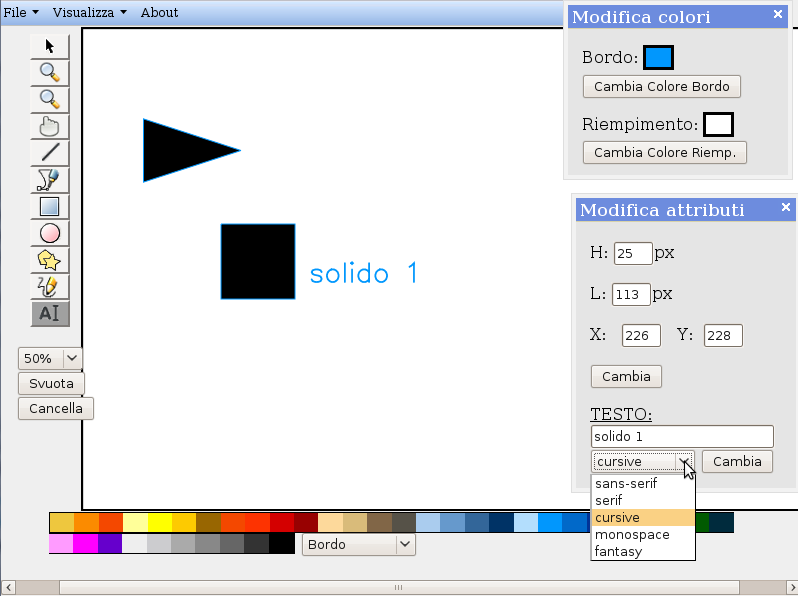 File Visualizza About
Modifica colori
Bordo:
Cambia Colore Bordo
Riempimento:
Cambia Colore Riemp.
Modifica attributi
H: 25 px
L: 113 px
X: 226 Y: 228
Cambia
TESTO:
solido 1
cursive Cambia
sans-serif
serif
cursive
monospace
fantasy
solido 1
AI
50%
Svuota
Cancella
Bordo